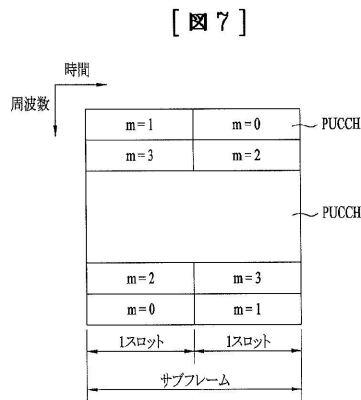 [図7]
時間
周波数
m=1 m=0 PUCCH
m=3 m=2
PUCCH
m=2 m=3
m=0 m=1
1スロット 1スロット
サブフレーム